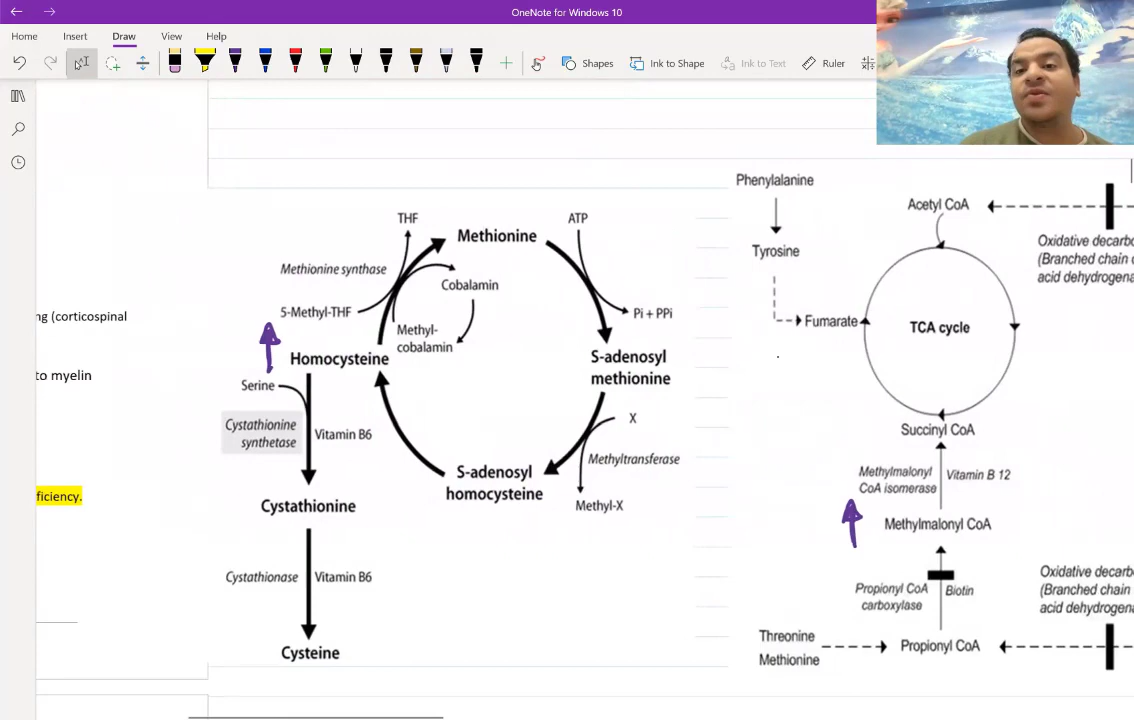 OneNote for Windows 10
Home Insert Draw View Help
Shapes Ink to Shape Ink to Text Ruler
ng (corticospinal
to myelin
ficiency.
THF
Methionine
ATP
Methionine synthase
Cobalamin
5-Methyl-THF
Pi + PPi
Methyl-
cobalamin
Homocysteine
S-adenosyl
methionine
Serine
X
Cystathionine
synthetase
Vitamin B6
Methyltransferase
S-adenosyl
homocysteine
Methyl-X
Cystathionine
Cystathionase
Vitamin B6
Cysteine
Phenylalanine
Acetyl CoA
Tyrosine
Oxidative decarbo
(Branched chain
acid dehydrogena
Fumarate
TCA cycle
Succinyl CoA
Methylmalonyl
CoA isomerase
Vitamin B 12
Methylmalonyl CoA
Propionyl CoA
carboxylase
Biotin
Oxidative decarb
(Branched chain
acid dehydrogena
Threonine
Methionine
Propionyl CoA